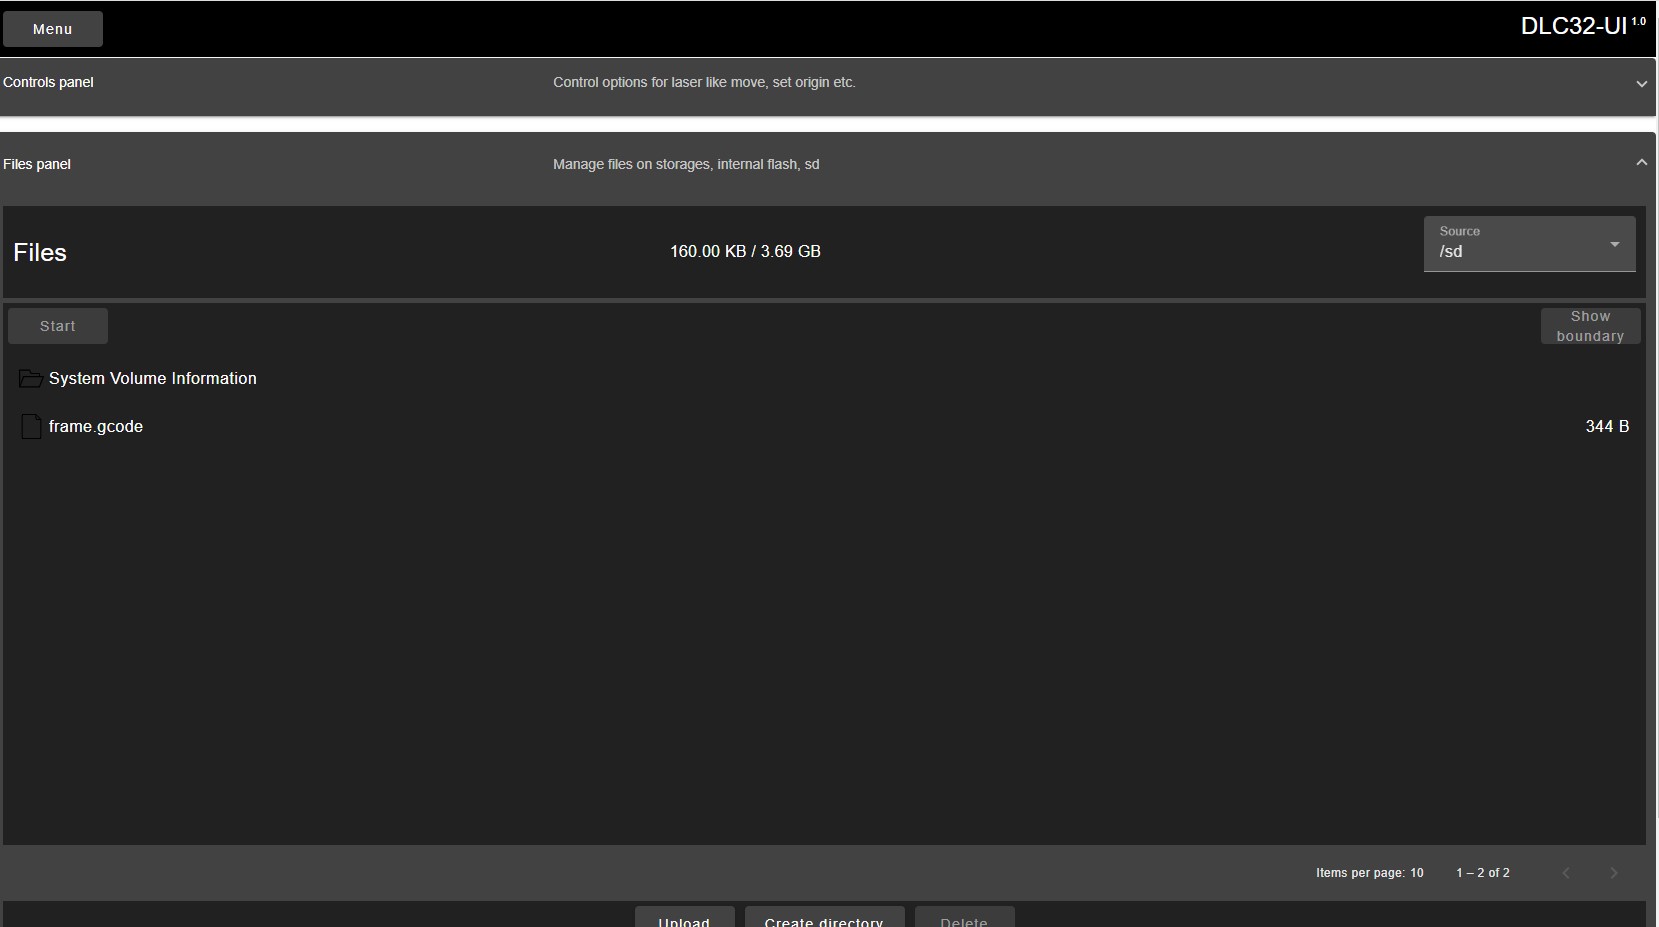 Menu
DLC32-UI 1.0
Controls panel
Control options for laser like move, set origin etc.
Files panel
Manage files on storages, internal flash, sd
Files
160.00 KB / 3.69 GB
Source
/sd
Start
Show
boundary
System Volume Information
frame.gcode
344 B
Items per page: 10
1 – 2 of 2
Upload
Create directory
Delete